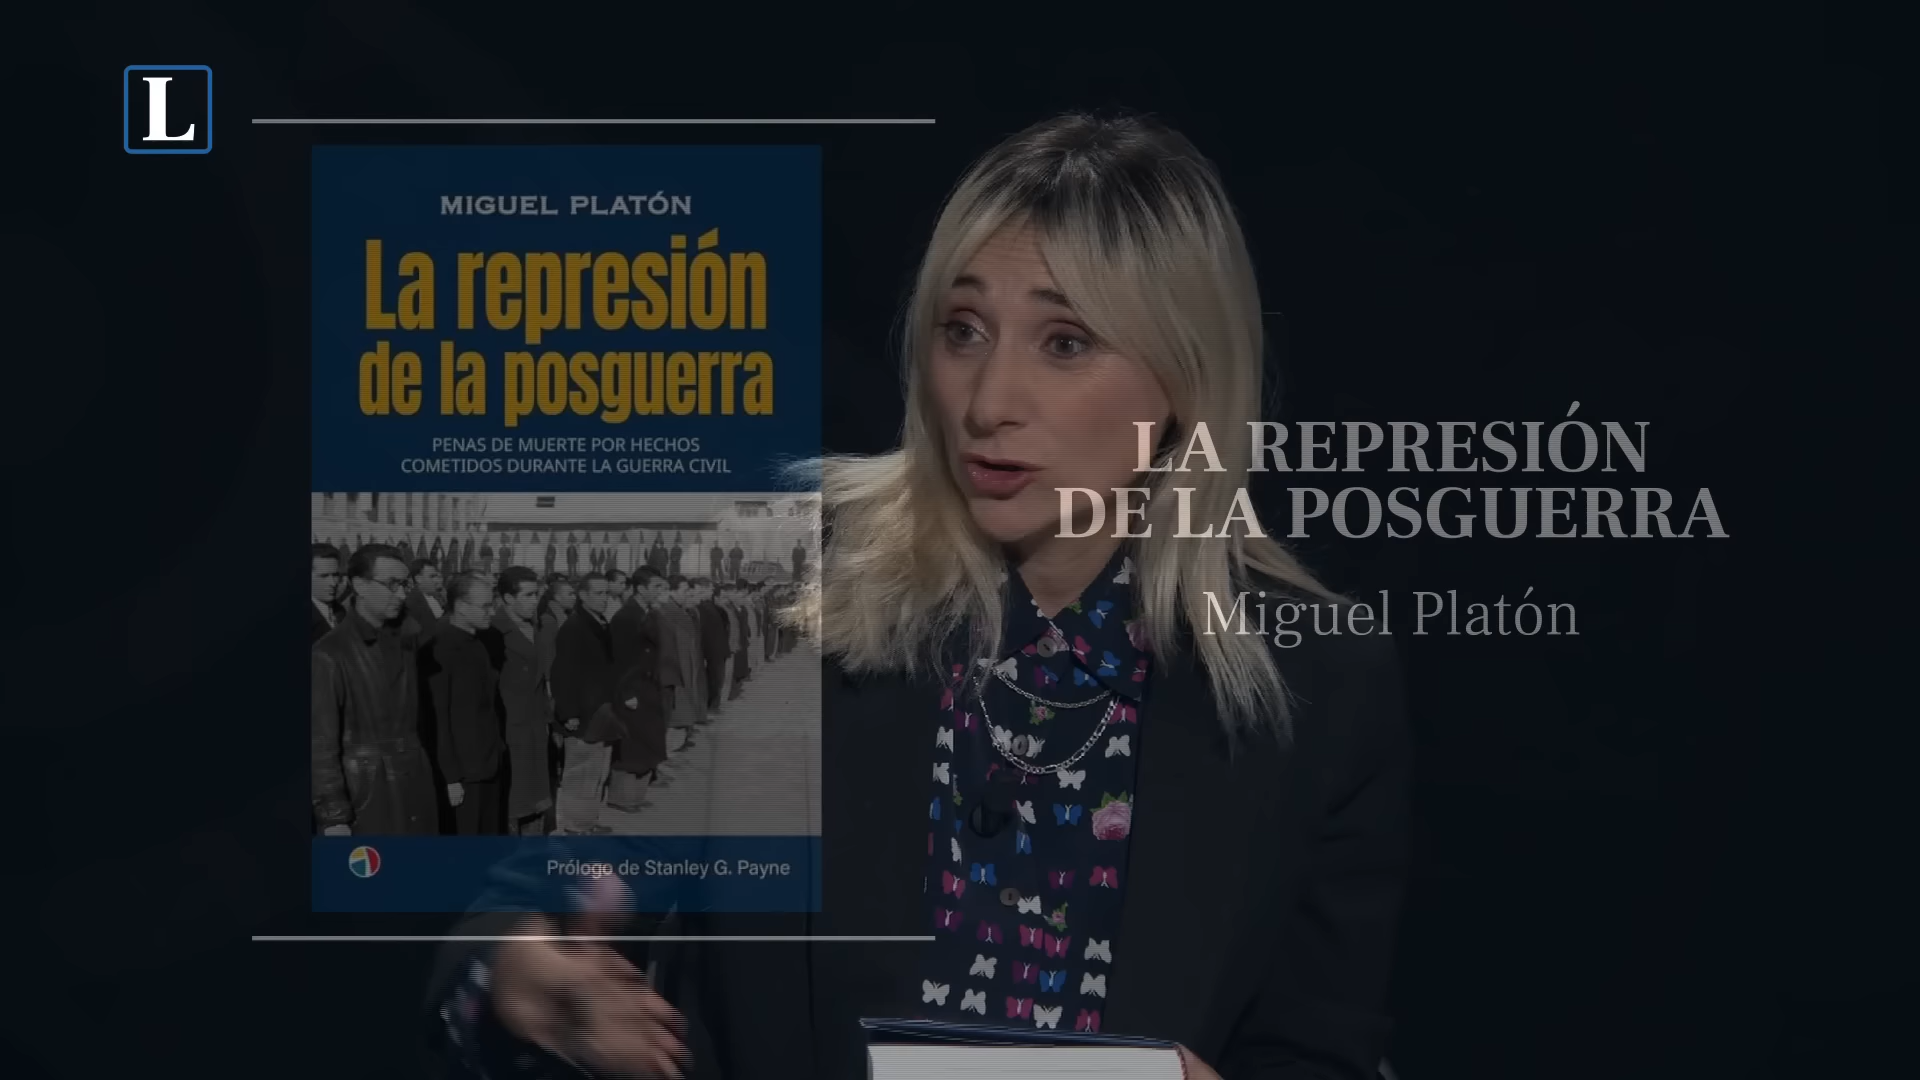 L
MIGUEL PLATÓN
La represión
de la posguerra
PENAS DE MUERTE POR HECHOS
COMETIDOS DURANTE LA GUERRA CIVIL
Prólogo de Stanley G. Payne
LA REPRESIÓN
DE LA POSGUERRA
Miguel Platón